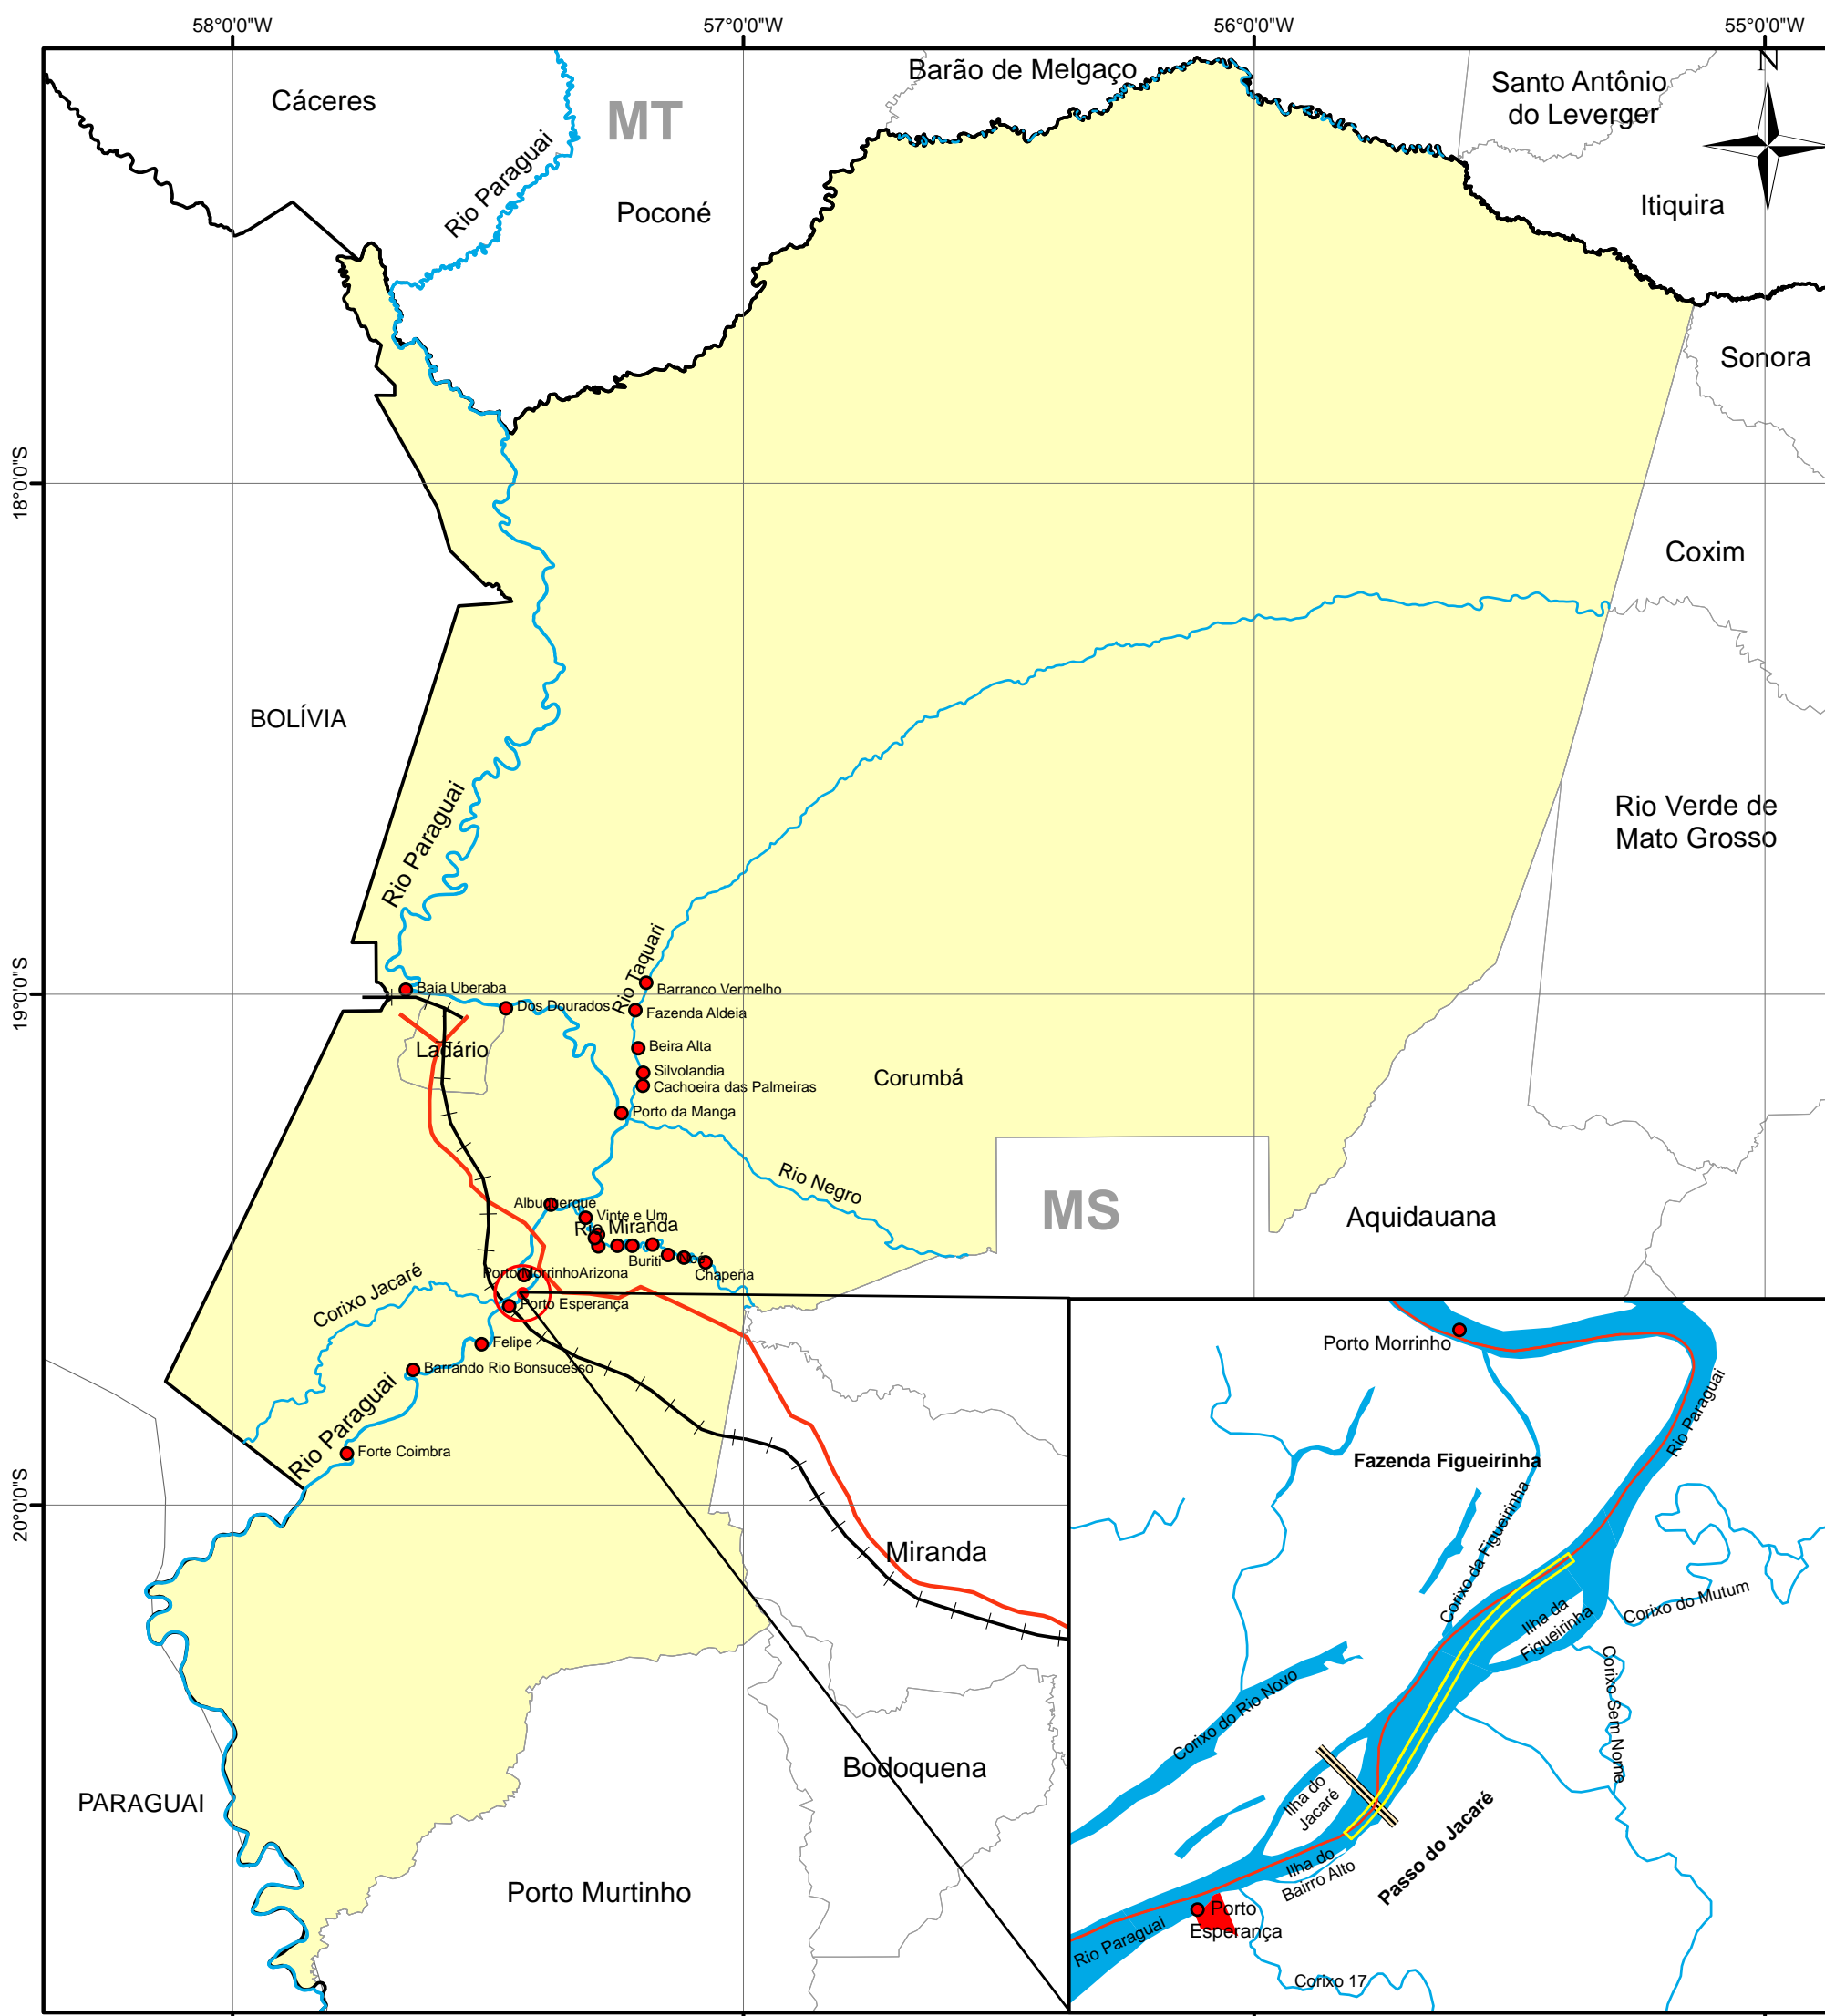 58°0'0"W
57°0'0"W
56°0'0"W
55°0'0"W
N
Cáceres
MT
Barão de Melgaço
Santo Antônio
do Leverger
Rio Paraguai
Poconé
Itiquira
Sonora
18°0'0"S
Coxim
BOLÍVIA
Rio Paraguai
Rio Verde de
Mato Grosso
19°0'0"S
Rio Taquari
Baía Uberaba
Dos Dourados
Barranco Vermelho
Fazenda Aldeia
Ladário
Beira Alta
Silvolandia
Cachoeira das Palmeiras
Corumbá
Porto da Manga
Rio Negro
MS
Aquidauana
Albuquerque
Vinte e Um
Rio Miranda
Buriti
Noé
Chapeña
Porto Morrinho
Arizona
Corixo Jacaré
Porto Esperança
Felipe
Barrando Rio Bonsucesso
Rio Paraguai
Forte Coimbra
20°0'0"S
Miranda
Bodoquena
PARAGUAI
Porto Murtinho
Porto Morrinho
Rio Paraguai
Fazenda Figueirinha
Corixo da Figueirinha
Ilha da
Figueirinha
Corixo do Mutum
Corixo Sem Nome
Corixo do Rio Novo
Ilha do
Jacaré
Passo do Jacaré
Ilha do
Bairro Alto
Porto
Esperança
Rio Paraguai
Corixo 17